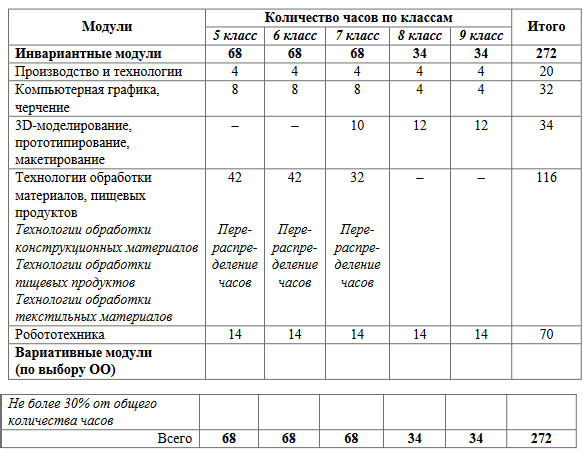 Модули Количество часов по классам Итого
5 класс 6 класс 7 класс 8 класс 9 класс
Инвариантные модули 68 68 68 34 34 272
Производство и технологии 4 4 4 4 4 20
Компьютерная графика, 8 8 8 4 4 32
черчение
3D-моделирование, – – 10 12 12 34
прототипирование,
макетирование
Технологии обработки 42 42 32 – – 116
материалов, пищевых
продуктов
Технологии обработки Пере- Пере- Пере-
конструкционных материалов распре- распре- распре-
Технологии обработки деление деление деление
пищевых продуктов часов часов часов
Технологии обработки
текстильных материалов
Робототехника 14 14 14 14 14 70
Вариативные модули
(по выбору ОО)
Не более 30% от общего
количества часов
Всего 68 68 68 34 34 272